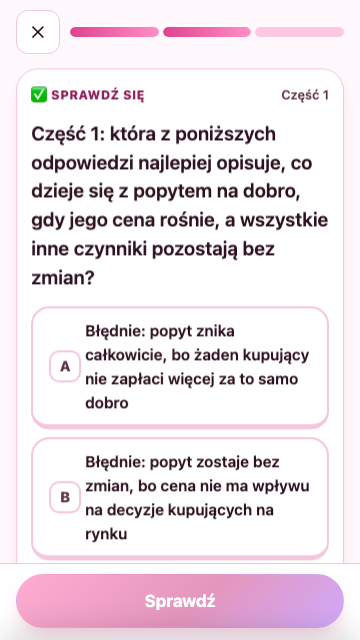 ✅ SPRAWDŹ SIĘ
Część 1
Część 1: która z poniższych
odpowiedzi najlepiej opisuje, co
dzieje się z popytem na dobro,
gdy jego cena rośnie, a wszystkie
inne czynniki pozostają bez
zmian?
A
Błędnie: popyt znika
całkowicie, bo żaden kupujący
nie zapłaci więcej za to samo
dobro
B
Błędnie: popyt zostaje bez
zmian, bo cena nie ma wpływu
na decyzje kupujących na
rynku
Sprawdź